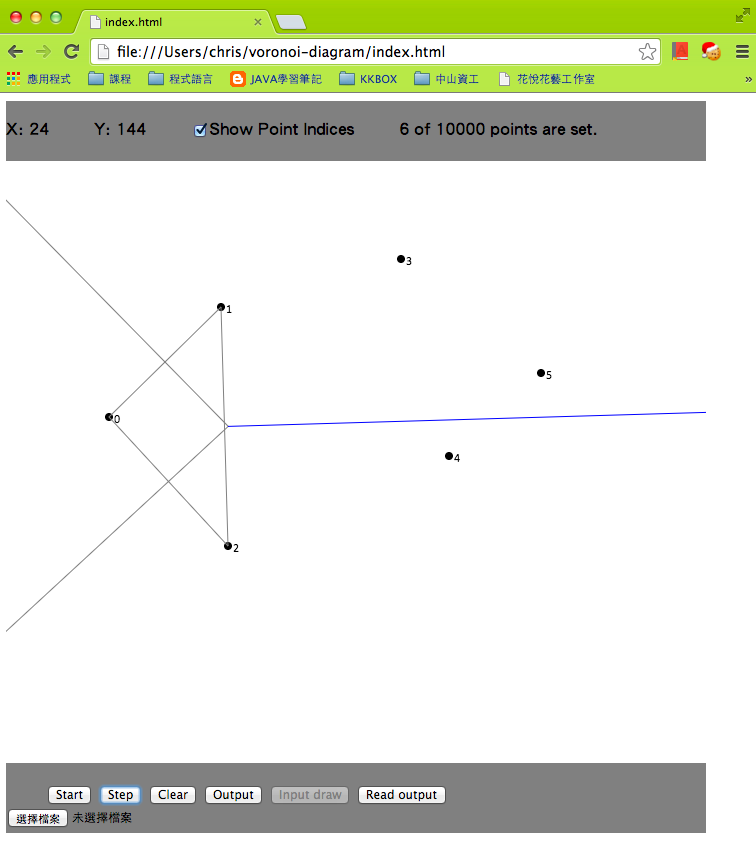 index.html
file:///Users/chris/voronoi-diagram/index.html
應用程式 課程 程式語言 JAVA學習筆記 KKBOX 中山資工 花悅花藝工作室 »
X: 24 Y: 144 Show Point Indices 6 of 10000 points are set.
3
1
5
0
4
2
Start Step Clear Output Input draw Read output
選擇檔案 未選擇檔案